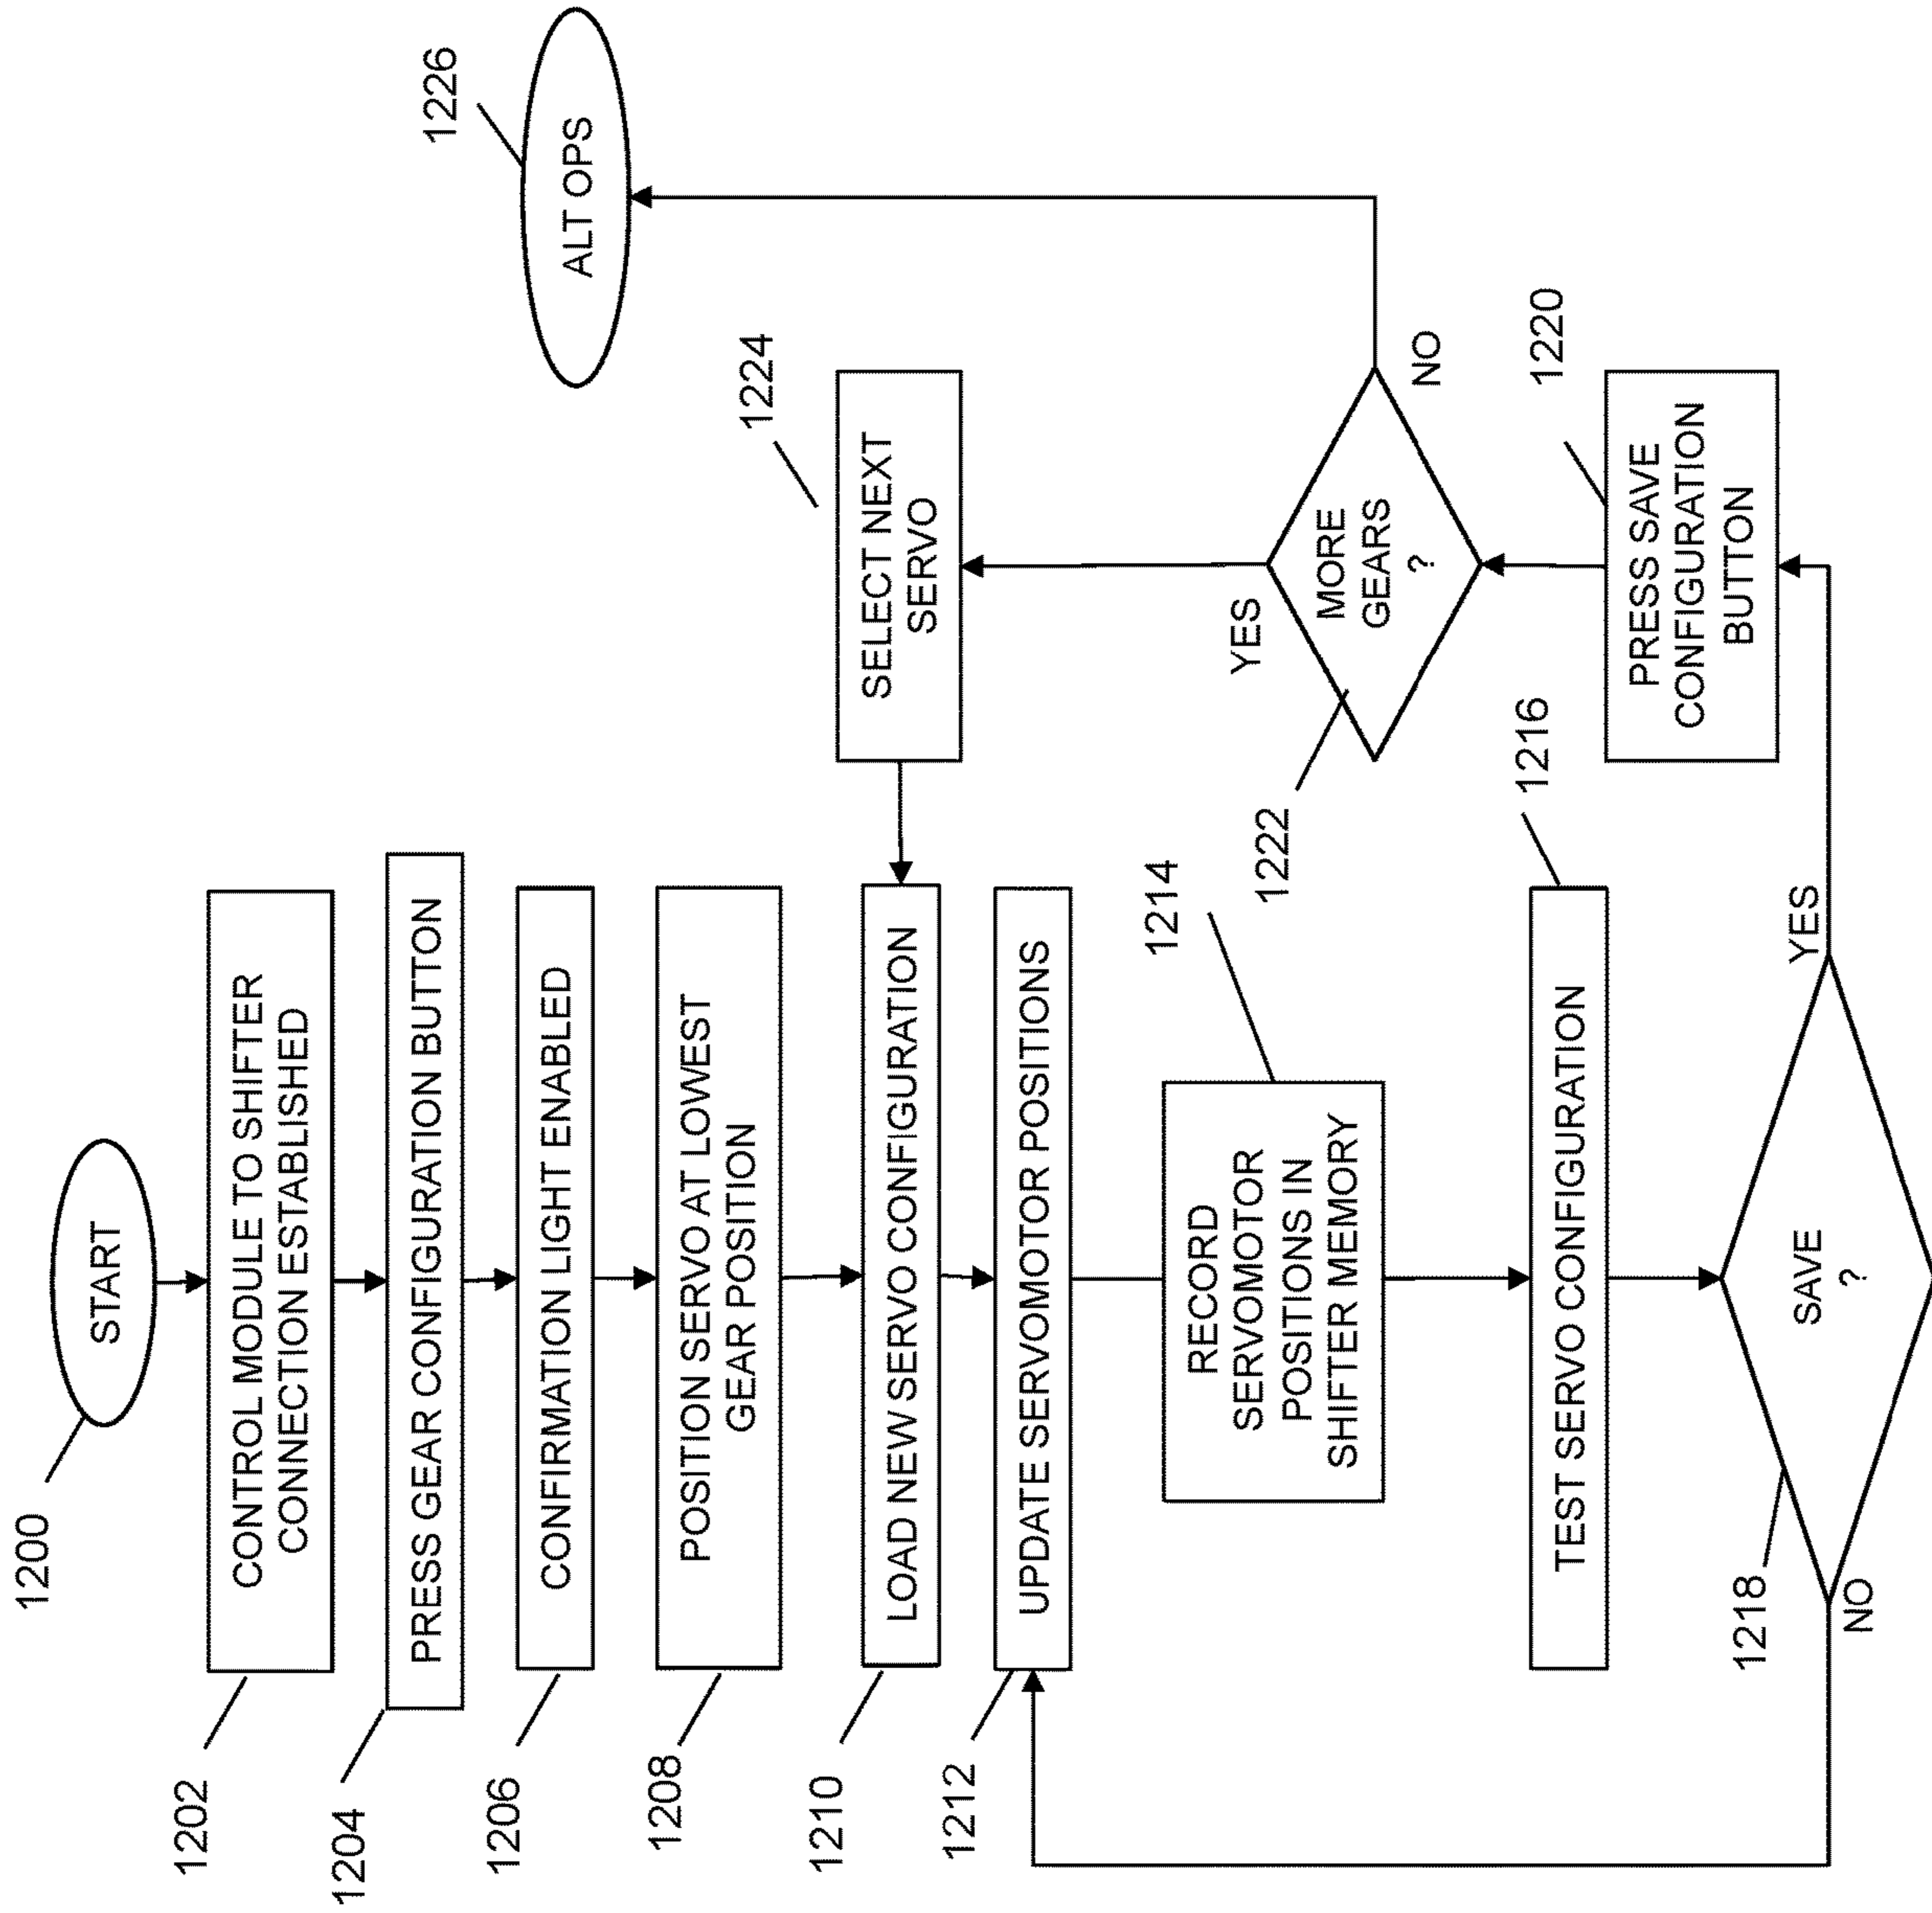 1200
START
1202
CONTROL MODULE TO SHIFTER
CONNECTION ESTABLISHED
1204
PRESS GEAR CONFIGURATION BUTTON
1206
CONFIRMATION LIGHT ENABLED
1208
POSITION SERVO AT LOWEST
GEAR POSITION
1210
LOAD NEW SERVO CONFIGURATION
1212
UPDATE SERVOMOTOR POSITIONS
1214
RECORD
SERVOMOTOR
POSITIONS IN
SHIFTER MEMORY
1216
TEST SERVO CONFIGURATION
1218
SAVE
?
NO
YES
1220
PRESS SAVE
CONFIGURATION
BUTTON
1222
MORE
GEARS
?
YES
NO
1224
SELECT NEXT
SERVO
1226
ALT OPS